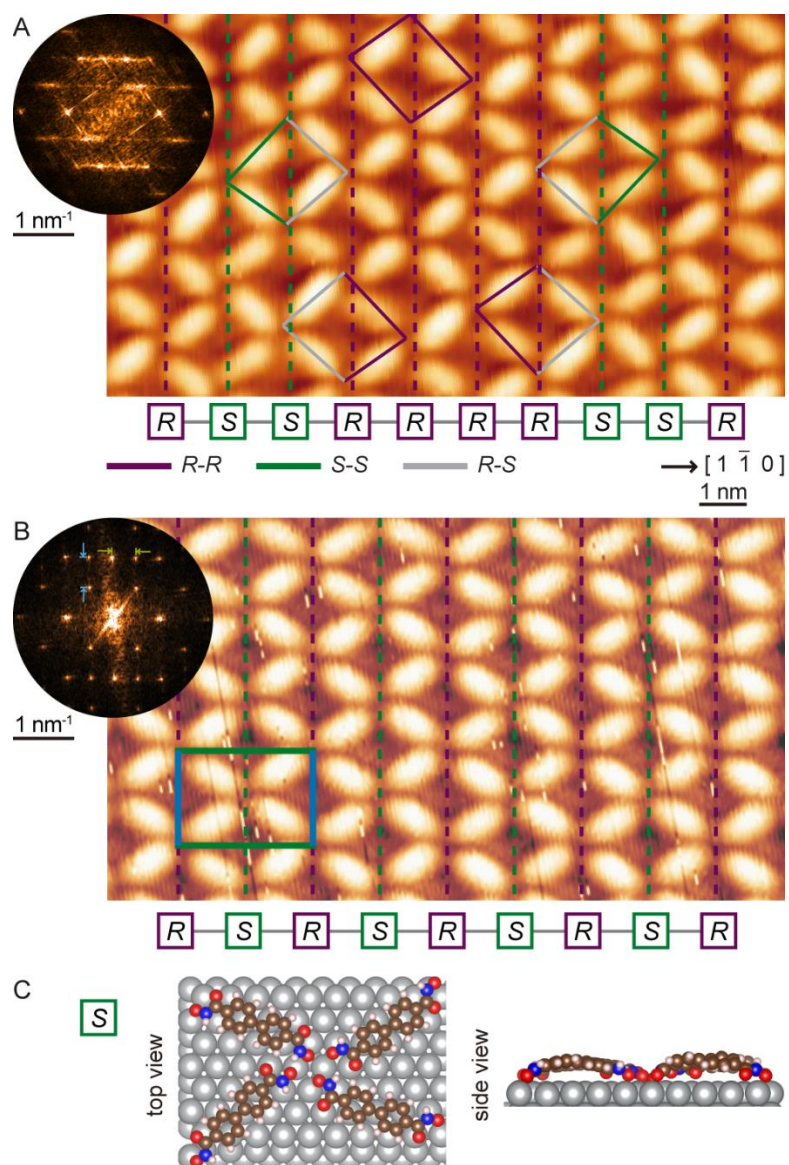 A
1 nm⁻¹
R S S R R R R S S R
R-R S-S R-S [ 1 1̄ 0 ]
1 nm
B
1 nm⁻¹
R S R S R S R S R
C
S
top view
side view